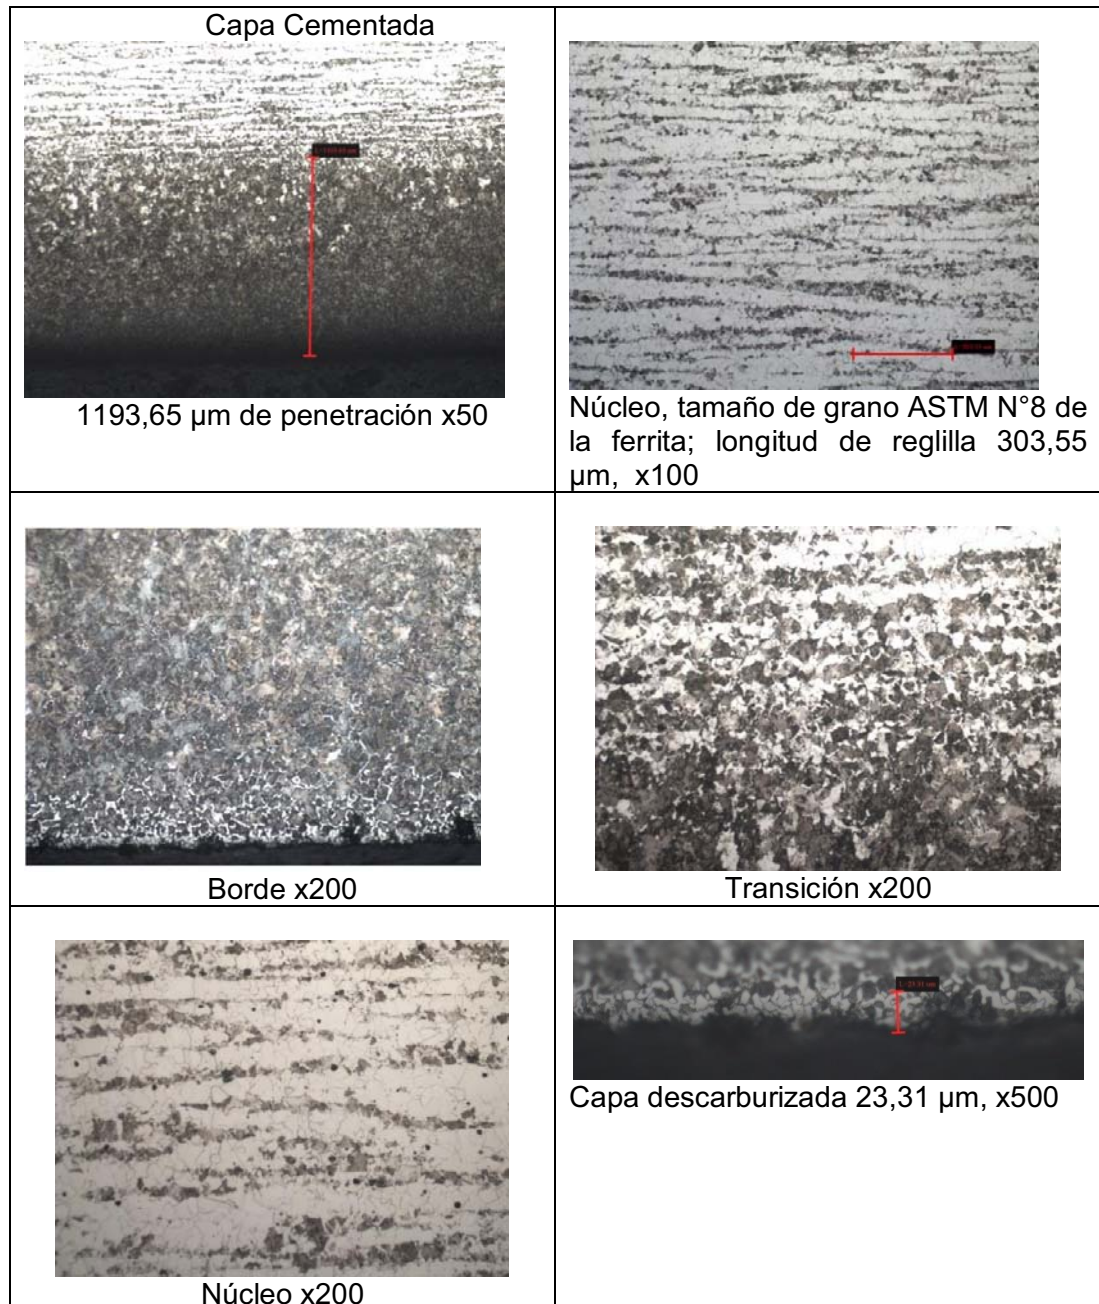 Capa Cementada
1193,65 µm de penetración x50
Núcleo, tamaño de grano ASTM N°8 de
la ferrita; longitud de reglilla 303,55
µm, x100
Borde x200
Transición x200
Núcleo x200
Capa descarburizada 23,31 µm, x500